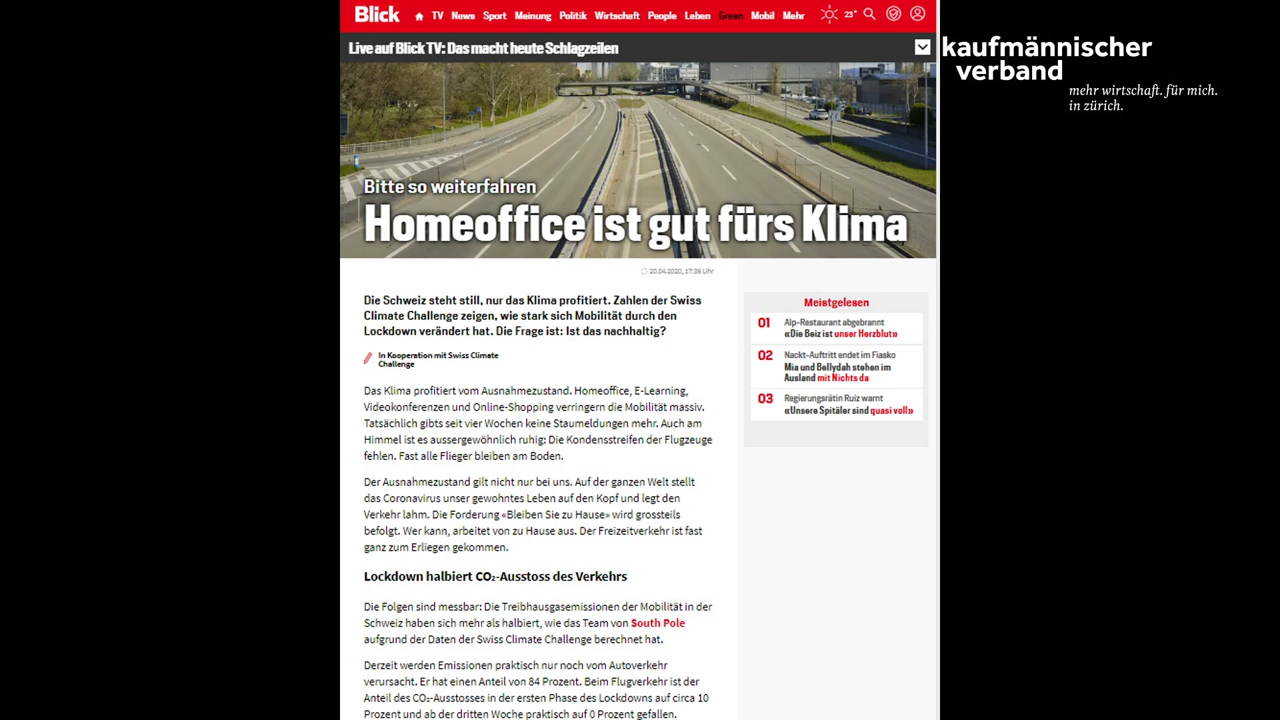 Blick TV News Sport Meinung Politik Wirtschaft People Leben Green Mobil Mehr 23°
Live auf Blick TV: Das macht heute Schlagzeilen
kaufmännischer
verband
mehr wirtschaft. für mich.
in zürich.
Bitte so weiterfahren
Homeoffice ist gut fürs Klima
20.04.2020, 17:38 Uhr
Die Schweiz steht still, nur das Klima profitiert. Zahlen der Swiss
Climate Challenge zeigen, wie stark sich Mobilität durch den
Lockdown verändert hat. Die Frage ist: Ist das nachhaltig?
In Kooperation mit Swiss Climate
Challenge
Das Klima profitiert vom Ausnahmezustand. Homeoffice, E-Learning,
Videokonferenzen und Online-Shopping verringern die Mobilität massiv.
Tatsächlich gibts seit vier Wochen keine Staumeldungen mehr. Auch am
Himmel ist es aussergewöhnlich ruhig: Die Kondensstreifen der Flugzeuge
fehlen. Fast alle Flieger bleiben am Boden.
Der Ausnahmezustand gilt nicht nur bei uns. Auf der ganzen Welt stellt
das Coronavirus unser gewohntes Leben auf den Kopf und legt den
Verkehr lahm. Die Forderung «Bleiben Sie zu Hause» wird grossteils
befolgt. Wer kann, arbeitet von zu Hause aus. Der Freizeitverkehr ist fast
ganz zum Erliegen gekommen.
Lockdown halbiert CO₂-Ausstoss des Verkehrs
Die Folgen sind messbar: Die Treibhausgasemissionen der Mobilität in der
Schweiz haben sich mehr als halbiert, wie das Team von South Pole
aufgrund der Daten der Swiss Climate Challenge berechnet hat.
Derzeit werden Emissionen praktisch nur noch vom Autoverkehr
verursacht. Er hat einen Anteil von 84 Prozent. Beim Flugverkehr ist der
Anteil des CO₂-Ausstosses in der ersten Phase des Lockdowns auf circa 10
Prozent und ab der dritten Woche praktisch auf 0 Prozent gefallen.
Meistgelesen
01 Alp-Restaurant abgebrannt
«Die Beiz ist unser Herzblut»
02 Nackt-Auftritt endet im Fiasko
Mia und Bellydah stehen im
Ausland mit Nichts da
03 Regierungsrätin Ruiz warnt
«Unsere Spitäler sind quasi voll»